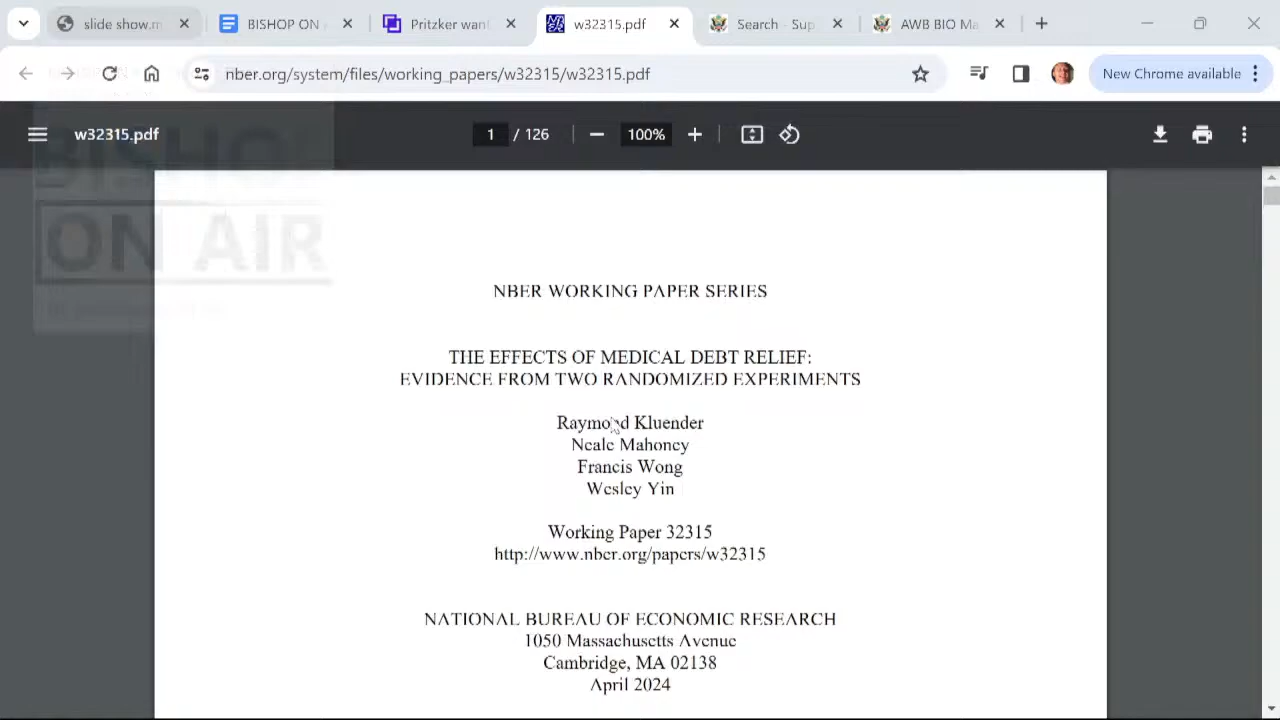 slide show.m
BISHOP ON
Pritzker wan
w32315.pdf
Search - Sup
AWB BIO Ma
nber.org/system/files/working_papers/w32315/w32315.pdf
New Chrome available
w32315.pdf
1 / 126
100%
BISHOP
ON AIR
NBER WORKING PAPER SERIES
THE EFFECTS OF MEDICAL DEBT RELIEF:
EVIDENCE FROM TWO RANDOMIZED EXPERIMENTS
Raymond Kluender
Neale Mahoney
Francis Wong
Wesley Yin
Working Paper 32315
http://www.nber.org/papers/w32315
NATIONAL BUREAU OF ECONOMIC RESEARCH
1050 Massachusetts Avenue
Cambridge, MA 02138
April 2024